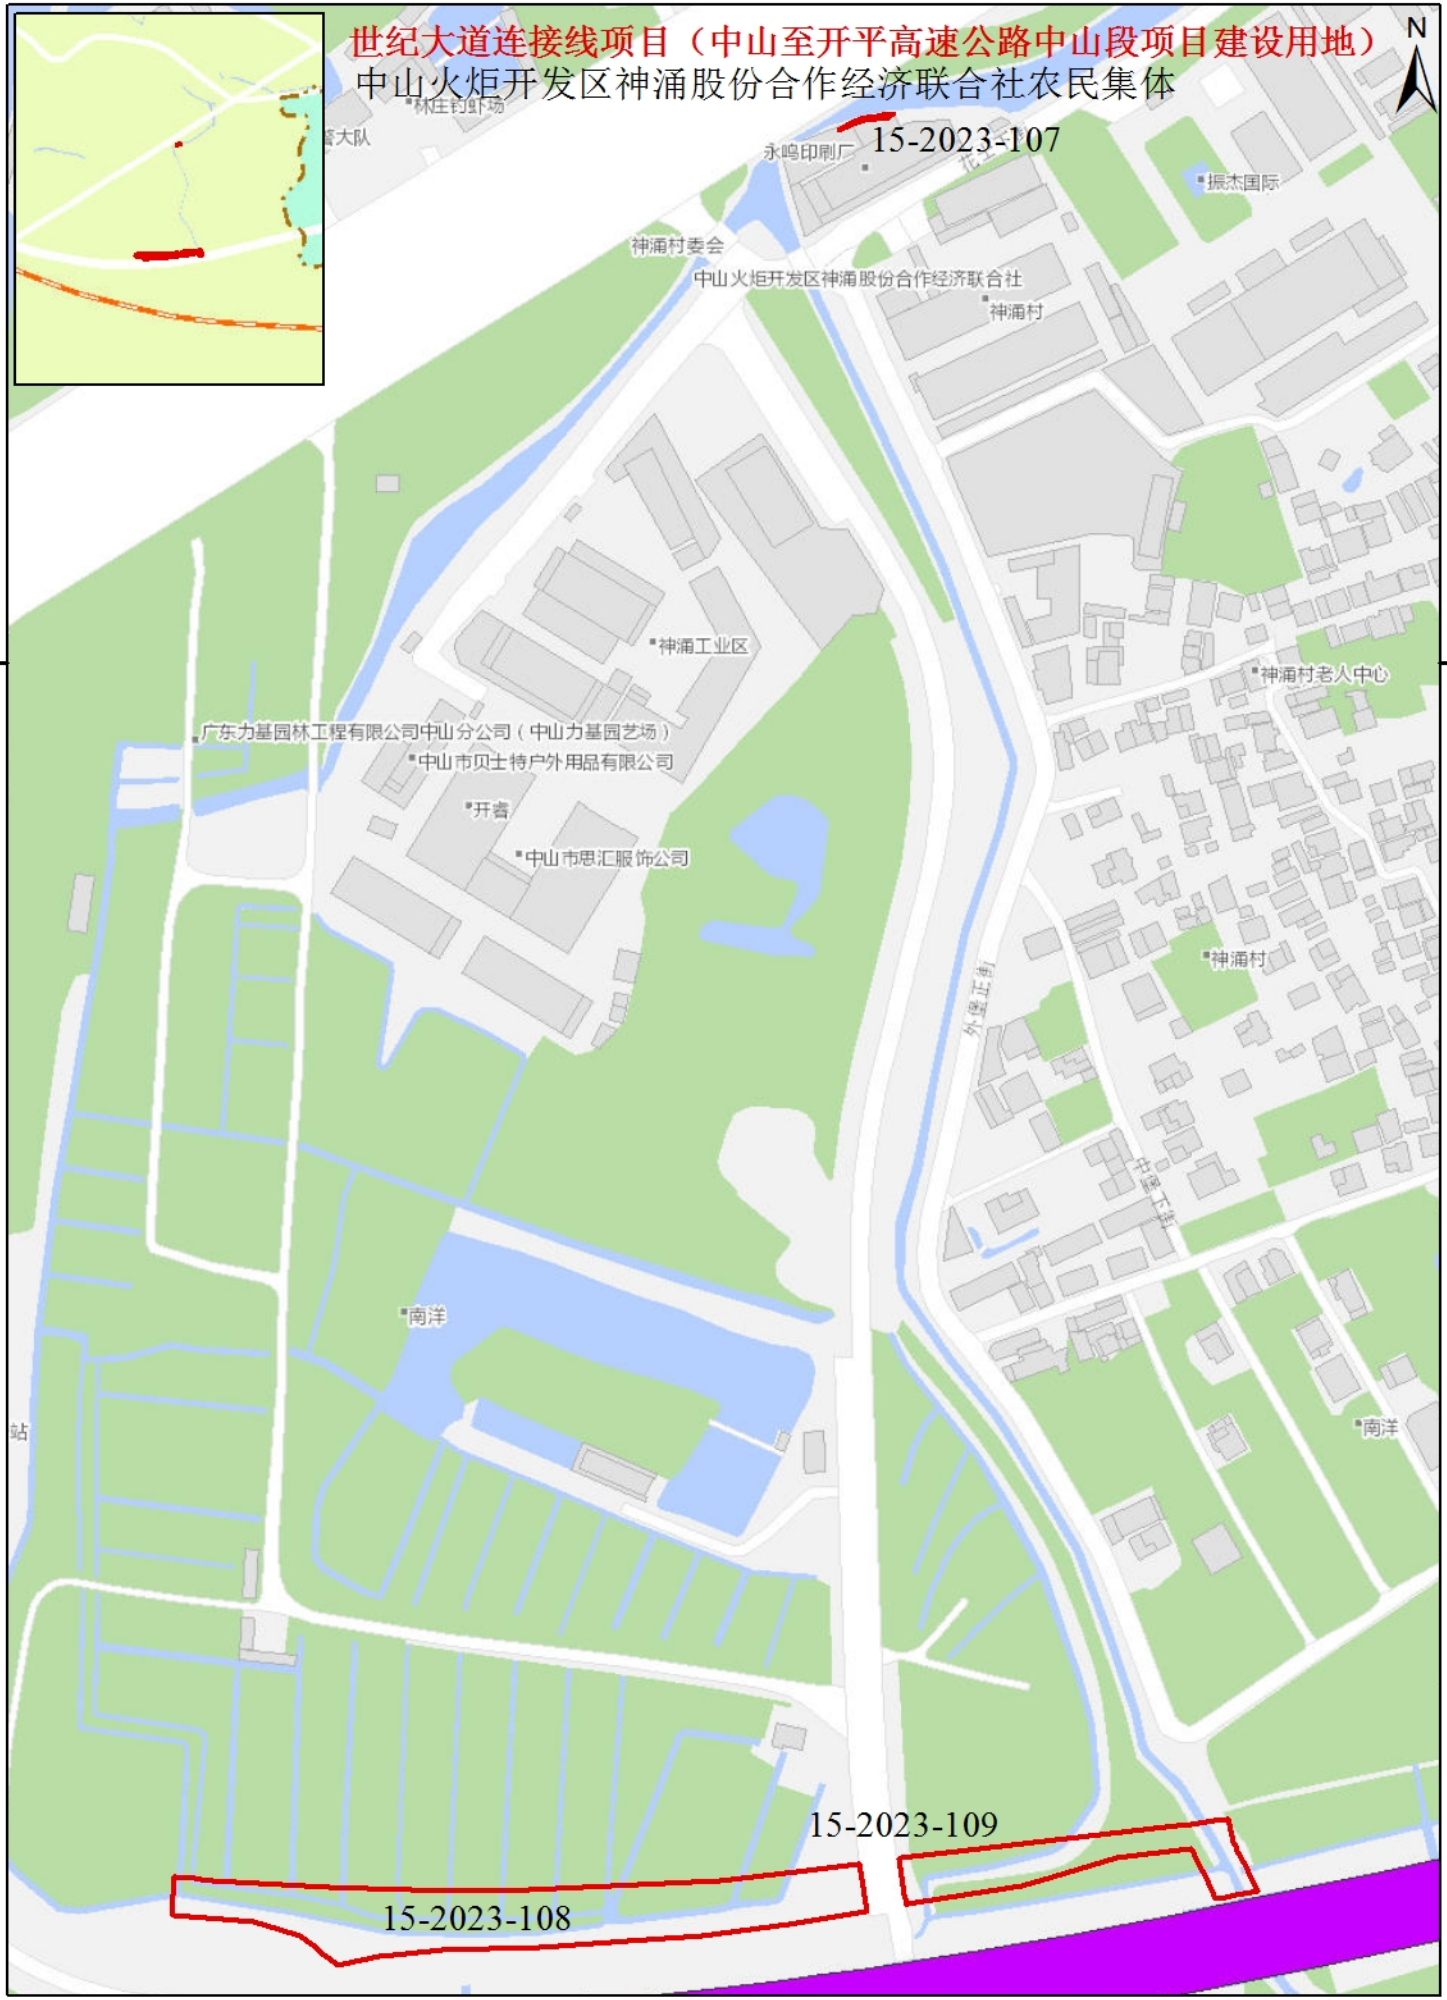 世纪大道连接线项目（中山至开平高速公路中山段项目建设用地）
中山火炬开发区神涌股份合作经济联合社农民集体
N
林庄钓虾场
警大队
15-2023-107
永鸣印刷厂
振杰国际
神涌村委会
中山火炬开发区神涌股份合作经济联合社
神涌村
神涌工业区
神涌村老人中心
广东力基园林工程有限公司中山分公司（中山力基园艺场）
中山市贝士特户外用品有限公司
开睿
中山市思汇服饰公司
神涌村
外堡正街
中堡下街
南洋
南洋
站
15-2023-109
15-2023-108